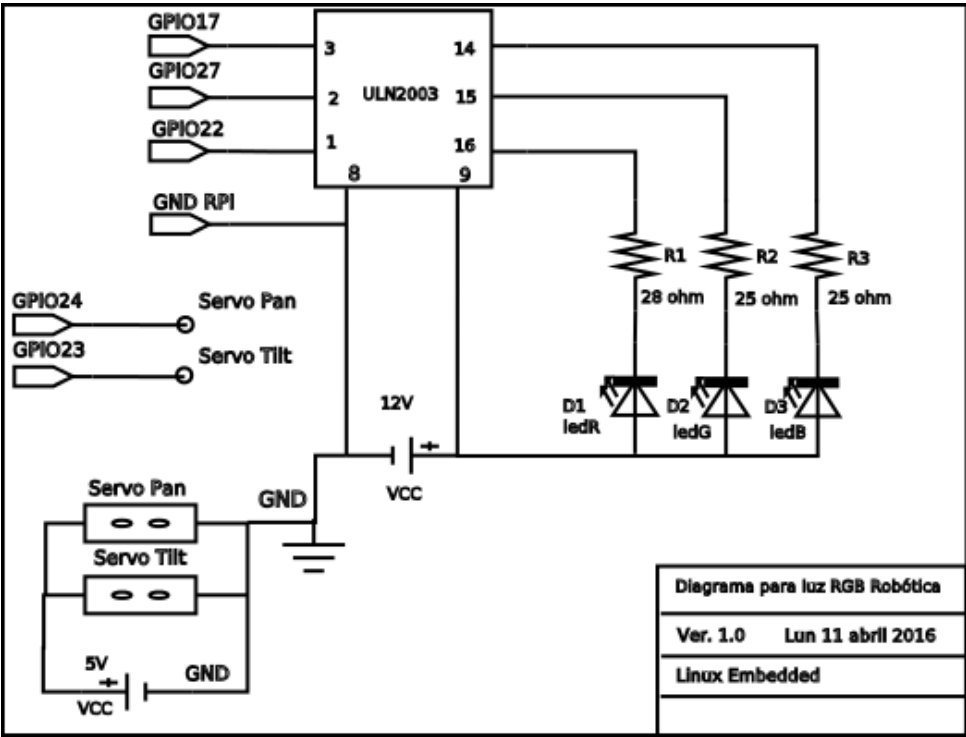 GPIO17
3
14
GPIO27
2
ULN2003
15
GPIO22
1
16
8
9
GND RPI
R1
R2
R3
28 ohm
25 ohm
25 ohm
GPIO24
Servo Pan
GPIO23
Servo Tilt
12V
+
VCC
D1
ledR
D2
ledG
D3
ledB
Servo Pan
GND
Servo Tilt
5V
+
VCC
GND
Diagrama para luz RGB Robótica
Ver. 1.0 Lun 11 abril 2016
Linux Embedded